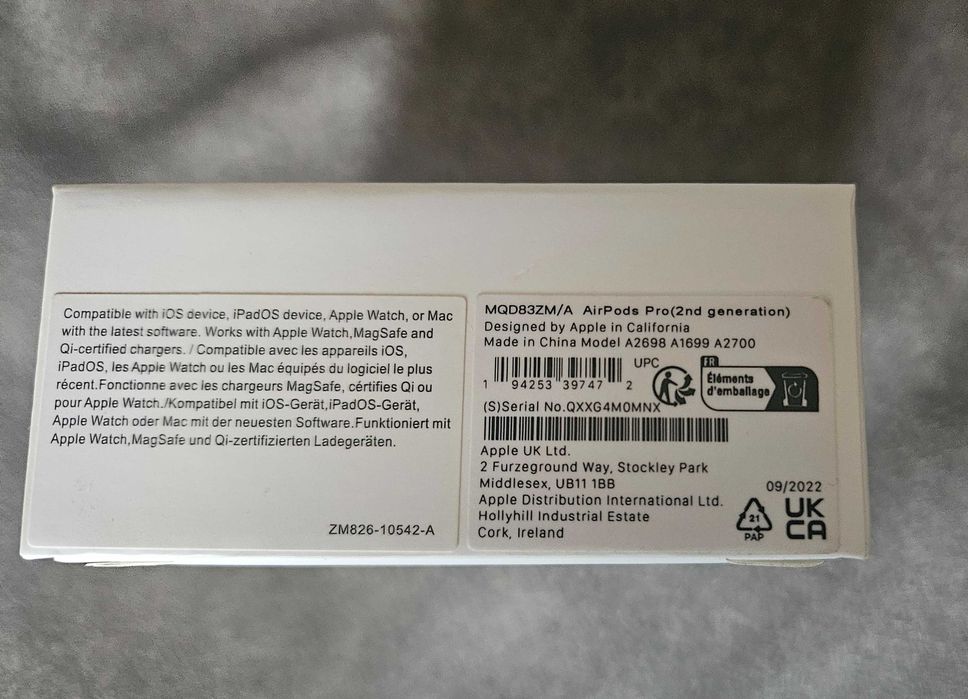 Compatible with iOS device, iPadOS device, Apple Watch, or Mac
with the latest software. Works with Apple Watch,MagSafe and
Qi-certified chargers. / Compatible avec les appareils iOS,
iPadOS, les Apple Watch ou les Mac équipés du logiciel le plus
récent.Fonctionne avec les chargeurs MagSafe, cértifiés Qi ou
pour Apple Watch./Kompatibel mit iOS-Gerät,iPadOS-Gerät,
Apple Watch oder Mac mit der neuesten Software.Funktioniert mit
Apple Watch,MagSafe und Qi-zertifizierten Ladegeräten.
ZM826-10542-A
MQD83ZM/A AirPods Pro(2nd generation)
Designed by Apple in California
Made in China Model A2698 A1699 A2700
UPC
1 94253 39747 2
FR
Éléments
d'emballage
(S)Serial No.QXXG4M0MNX
Apple UK Ltd.
2 Furzeground Way, Stockley Park
Middlesex, UB11 1BB
Apple Distribution International Ltd.
Hollyhill Industrial Estate
Cork, Ireland
09/2022
21
PAP
UK
CA